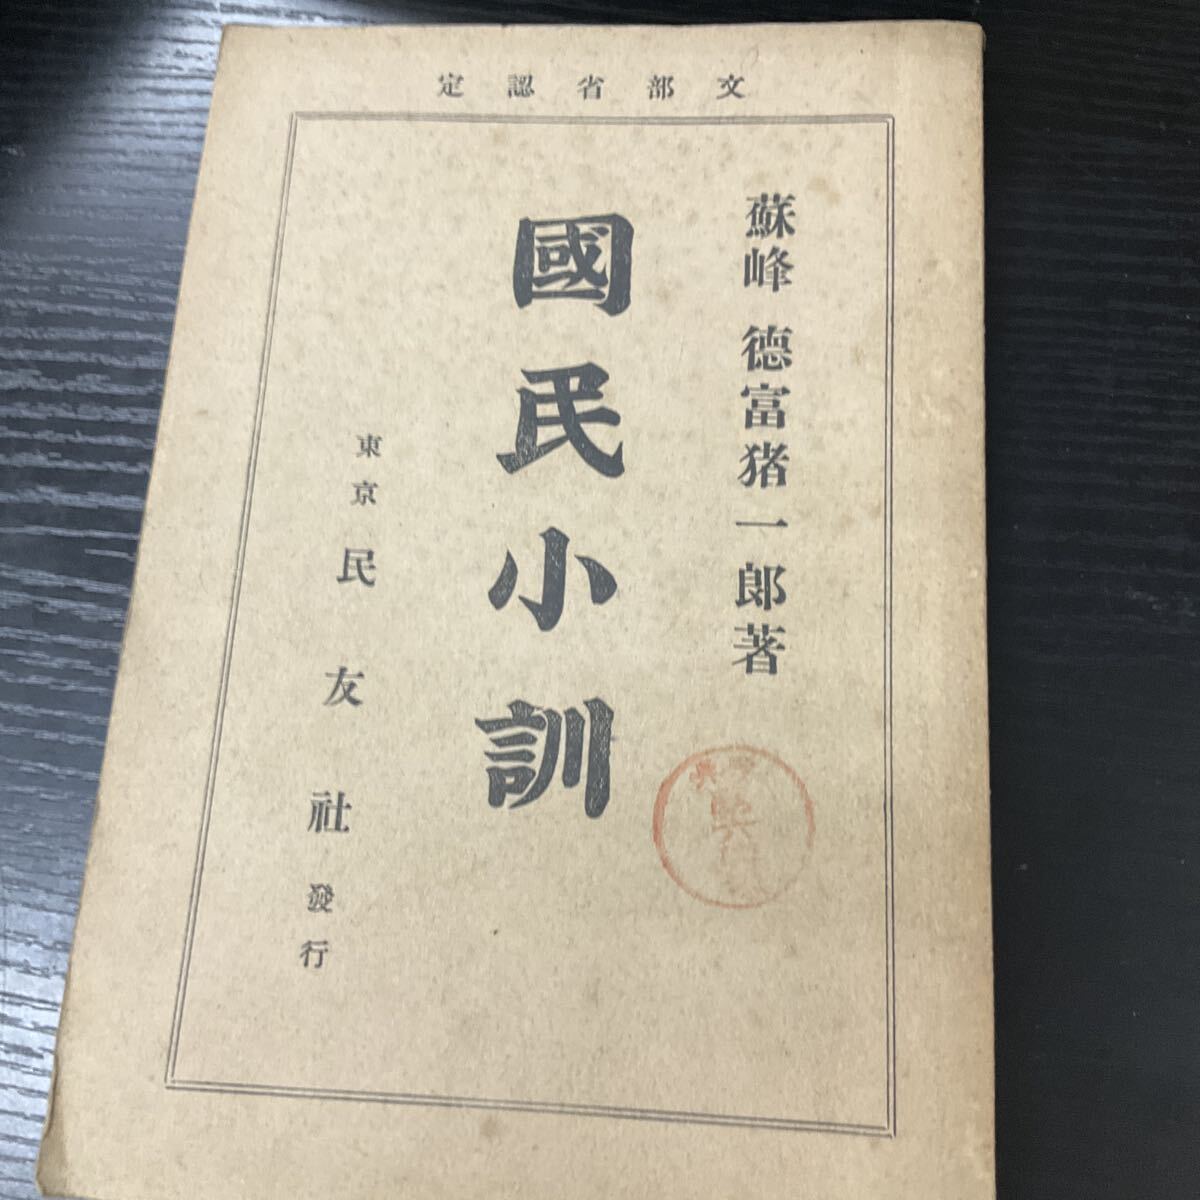 文部省認定
蘇峰 德富猪一郎著
國民小訓
東京 民友社 發行